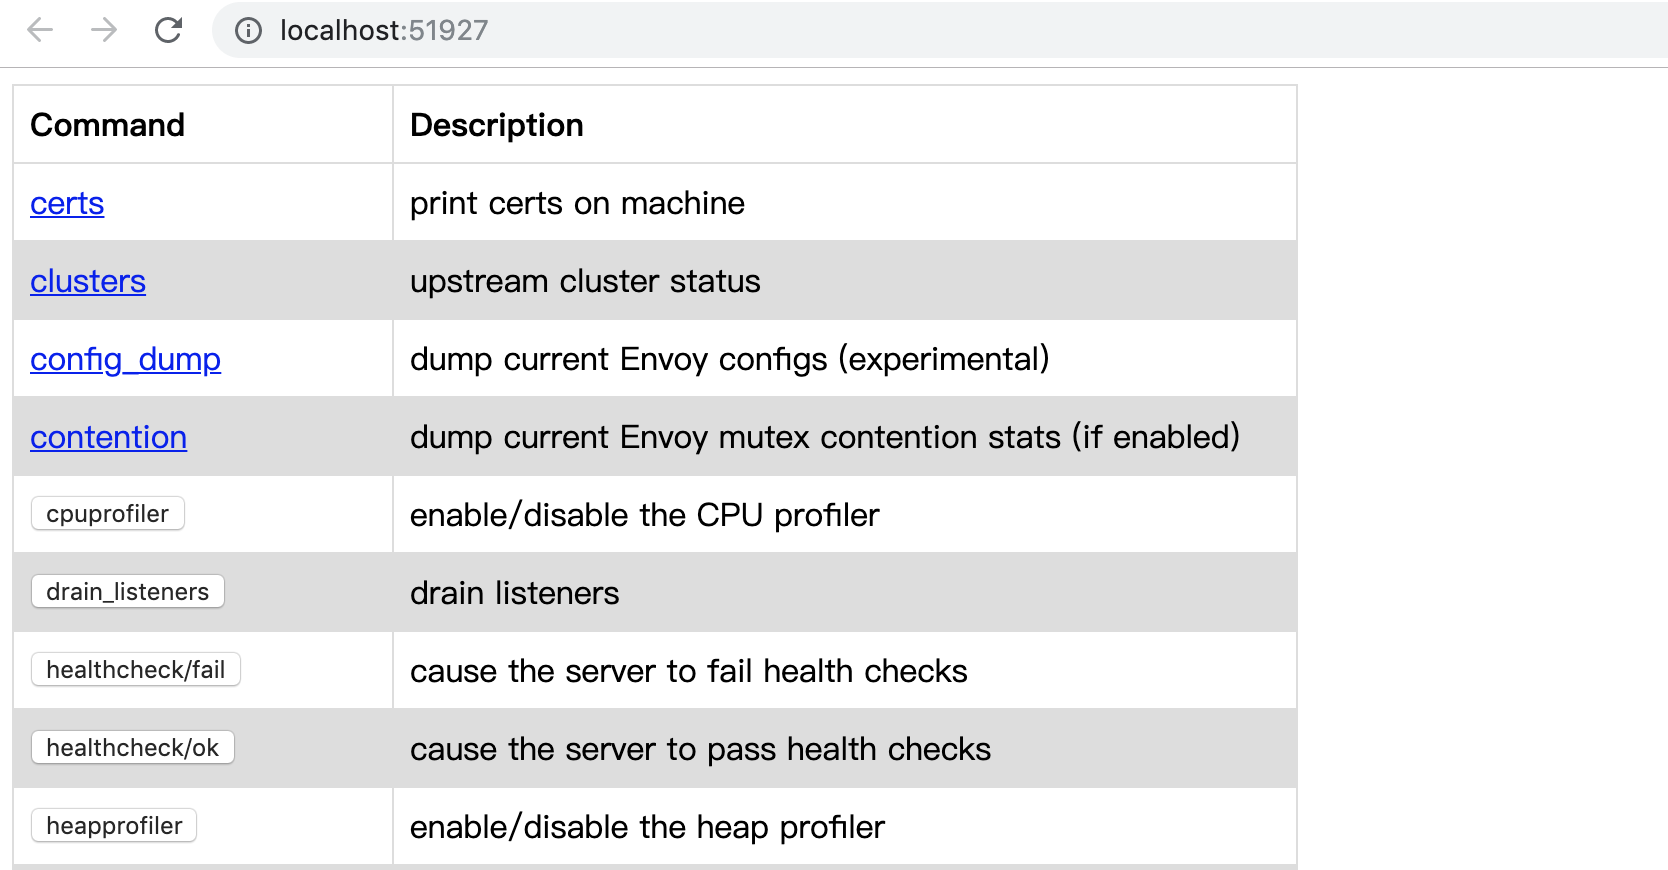 localhost:51927
Command Description
certs print certs on machine
clusters upstream cluster status
config_dump dump current Envoy configs (experimental)
contention dump current Envoy mutex contention stats (if enabled)
cpuprofiler enable/disable the CPU profiler
drain_listeners drain listeners
healthcheck/fail cause the server to fail health checks
healthcheck/ok cause the server to pass health checks
heapprofiler enable/disable the heap profiler